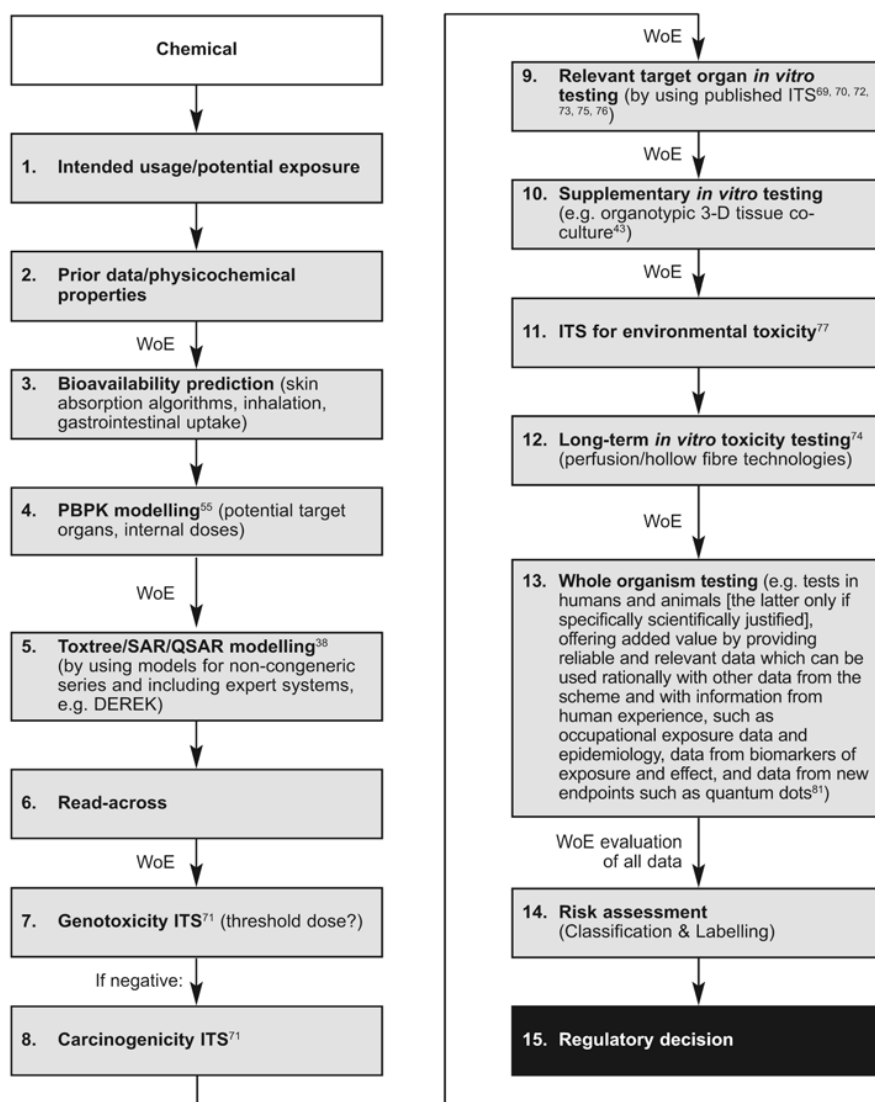 Chemical
1. Intended usage/potential exposure
2. Prior data/physicochemical
properties
WoE
3. Bioavailability prediction (skin
absorption algorithms, inhalation,
gastrointestinal uptake)
4. PBPK modelling55 (potential target
organs, internal doses)
WoE
5. Toxtree/SAR/QSAR modelling38
(by using models for non-congeneric
series and including expert systems,
e.g. DEREK)
6. Read-across
WoE
7. Genotoxicity ITS71 (threshold dose?)
If negative:
8. Carcinogenicity ITS71
WoE
9. Relevant target organ in vitro
testing (by using published ITS69, 70, 72,
73, 75, 76)
WoE
10. Supplementary in vitro testing
(e.g. organotypic 3-D tissue co-
culture43)
WoE
11. ITS for environmental toxicity77
12. Long-term in vitro toxicity testing74
(perfusion/hollow fibre technologies)
WoE
13. Whole organism testing (e.g. tests in
humans and animals [the latter only if
specifically scientifically justified],
offering added value by providing
reliable and relevant data which can be
used rationally with other data from the
scheme and with information from
human experience, such as
occupational exposure data and
epidemiology, data from biomarkers of
exposure and effect, and data from new
endpoints such as quantum dots81)
WoE evaluation
of all data
14. Risk assessment
(Classification & Labelling)
15. Regulatory decision